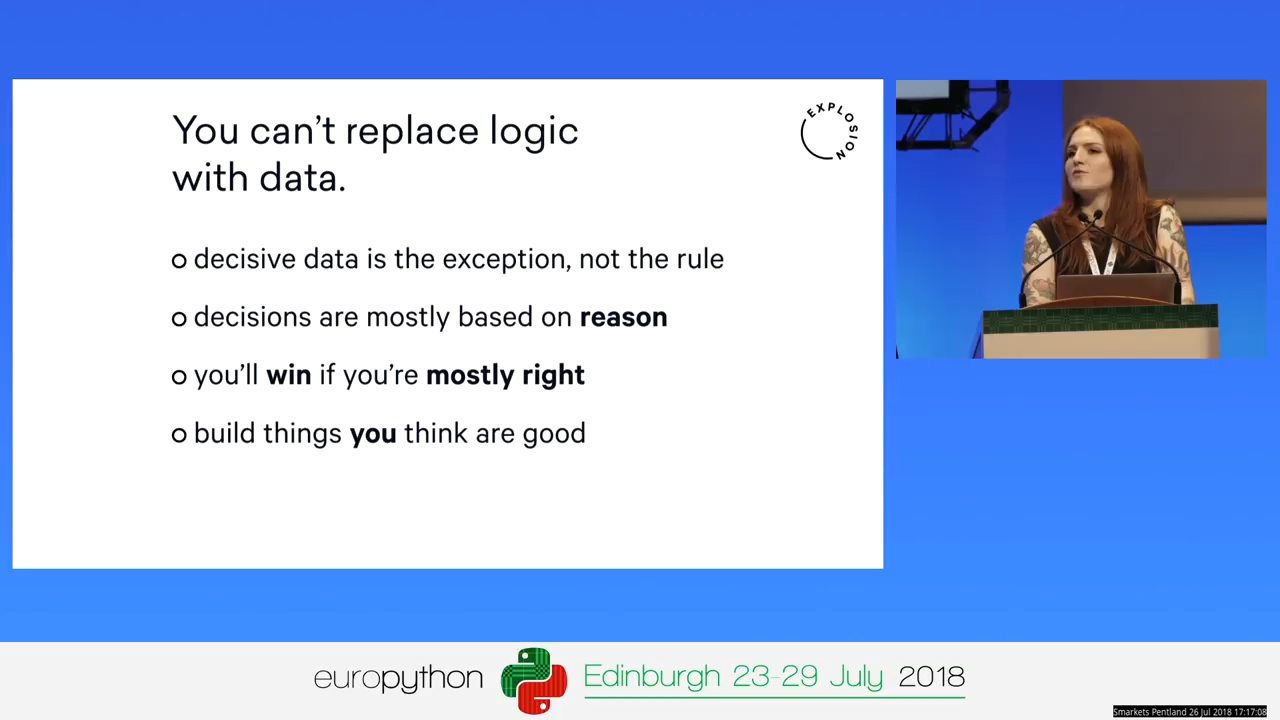 You can't replace logic
with data.
EXPLOSION
o decisive data is the exception, not the rule
o decisions are mostly based on reason
o you'll win if you're mostly right
o build things you think are good
europython Edinburgh 23-29 July 2018
Smarkets Pentland 26 Jul 2018 17:17:08